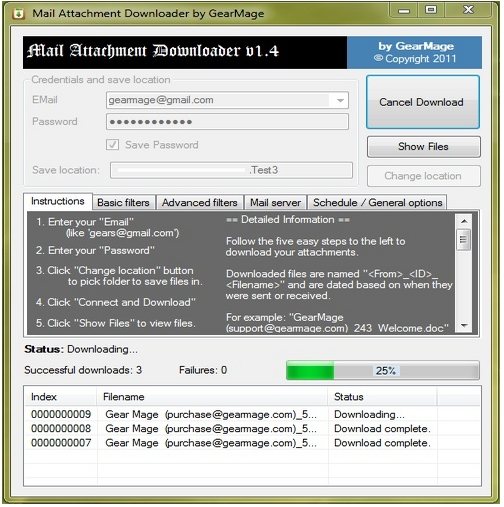 Mail Attachment Downloader by GearMage
Mail Attachment Downloader v1.4
by GearMage
© Copyright 2011
Credentials and save location
EMail
gearmage@gmail.com
Password
●●●●●●●●●●●●
Save Password
Save location:
.Test3
Cancel Download
Show Files
Change location
Instructions
Basic filters
Advanced filters
Mail server
Schedule / General options
1. Enter your "Email"
(like 'gears@gmail.com')
2. Enter your "Password"
3. Click "Change location" button
to pick folder to save files in.
4. Click "Connect and Download"
5. Click "Show Files" to view files.
== Detailed Information ==
Follow the five easy steps to the left to
download your attachments.
Downloaded files are named "<From>_<ID>_
<Filename>" and are dated based on when they
were sent or received.
For example: "GearMage
(support@gearmage.com)_243_Welcome.doc"
Status: Downloading...
Successful downloads: 3
Failures: 0
25%
Index Filename Status
0000000009 Gear Mage (purchase@gearmage.com)_5... Downloading...
0000000008 Gear Mage (purchase@gearmage.com)_5... Download complete.
0000000007 Gear Mage (purchase@gearmage.com)_5... Download complete.